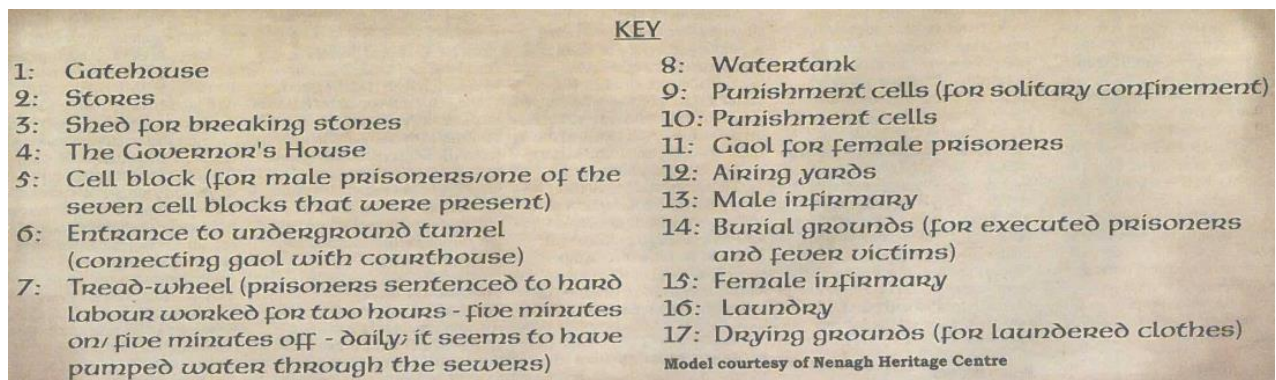 KEY
1: Gatehouse
2: Stores
3: Shed for breaking stones
4: The Governor's House
5: Cell block (for male prisoners/one of the
seven cell blocks that were present)
6: Entrance to underground tunnel
(connecting gaol with courthouse)
7: Tread-wheel (prisoners sentenced to hard
labour worked for two hours - five minutes
on/ five minutes off - daily; it seems to have
pumped water through the sewers)
8: Watertank
9: Punishment cells (for solitary confinement)
10: Punishment cells
11: Gaol for female prisoners
12: Airing yards
13: Male infirmary
14: Burial grounds (for executed prisoners
and fever victims)
15: Female infirmary
16: Laundry
17: Drying grounds (for laundered clothes)
Model courtesy of Nenagh Heritage Centre